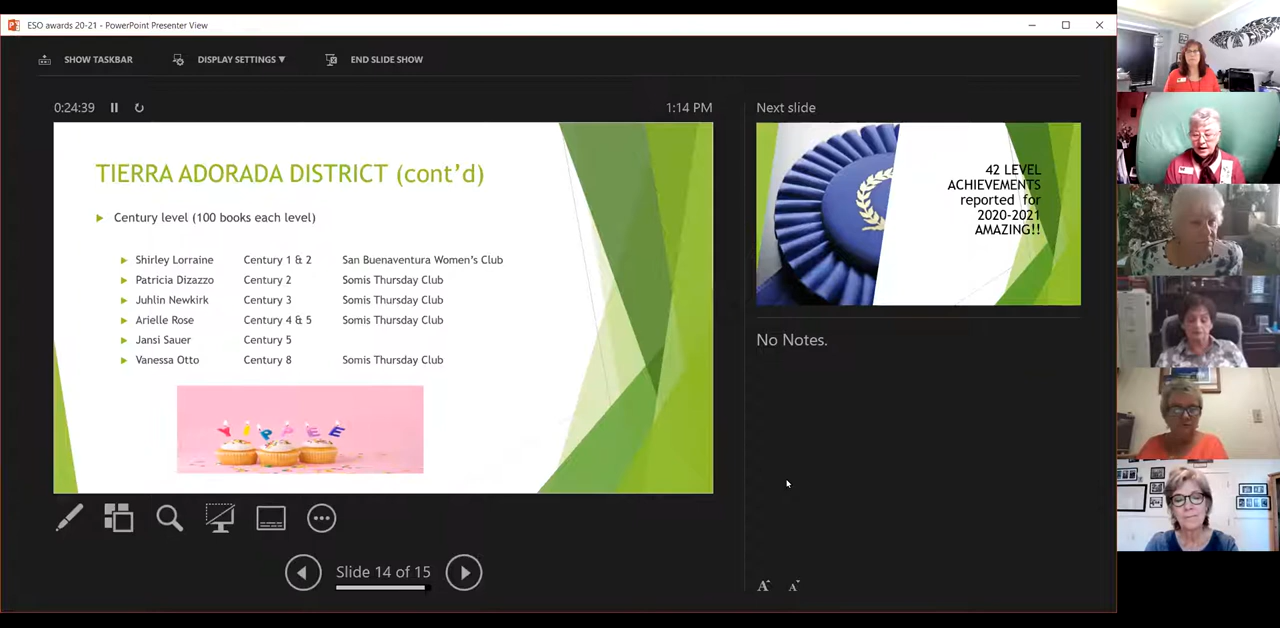 ESO awards 20-21 - PowerPoint Presenter View
SHOW TASKBAR DISPLAY SETTINGS ▼ END SLIDE SHOW
0:24:39 1:14 PM
TIERRA ADORADA DISTRICT (cont'd)
Century level (100 books each level)
Shirley Lorraine Century 1 & 2 San Buenaventura Women's Club
Patricia Dizazzo Century 2 Somis Thursday Club
Juhlin Newkirk Century 3 Somis Thursday Club
Arielle Rose Century 4 & 5 Somis Thursday Club
Jansi Sauer Century 5
Vanessa Otto Century 8 Somis Thursday Club
YIPPEE
Slide 14 of 15
Next slide
42 LEVEL
ACHIEVEMENTS
reported for
2020-2021
AMAZING!!
No Notes.
A A